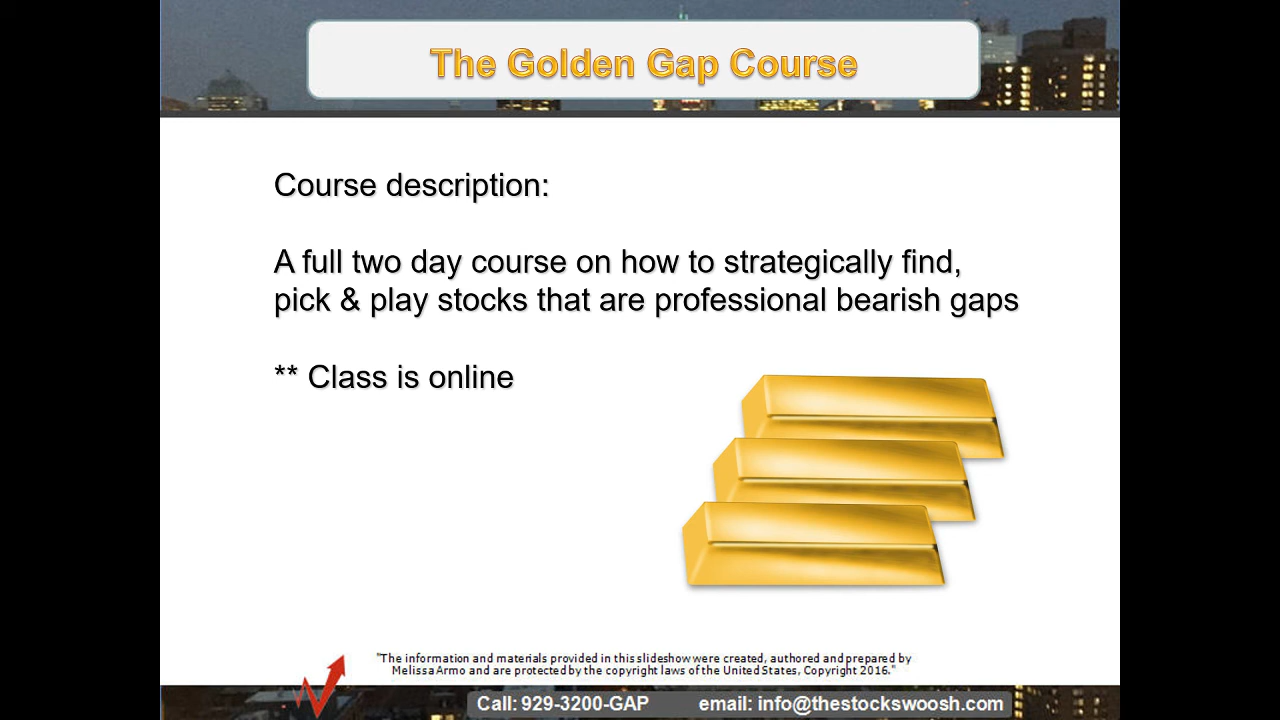 The Golden Gap Course
Course description:
A full two day course on how to strategically find,
pick & play stocks that are professional bearish gaps
** Class is online
"The information and materials provided in this slideshow were created, authored and prepared by
Melissa Armo and are protected by the copyright laws of the United States, Copyright 2016."
Call: 929-3200-GAP email: info@thestockswoosh.com